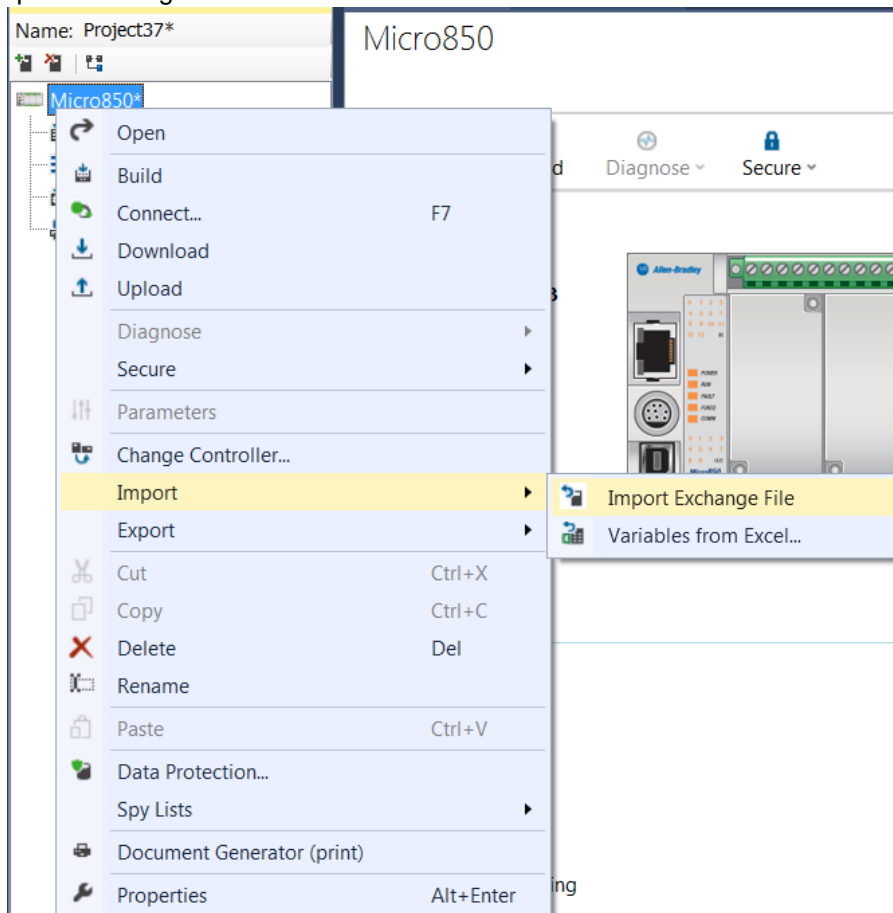 Name: Project37*
Micro850
Micro850*
Open
d
Diagnose
Secure
Build
Connect... F7
Download
Allen-Bradley
Upload
Diagnose
Secure
Parameters
Change Controller...
Import
Import Exchange File
Export
Variables from Excel...
Cut Ctrl+X
Copy Ctrl+C
Delete Del
Rename
Paste Ctrl+V
Data Protection...
Spy Lists
Document Generator (print)
Properties Alt+Enter
ing